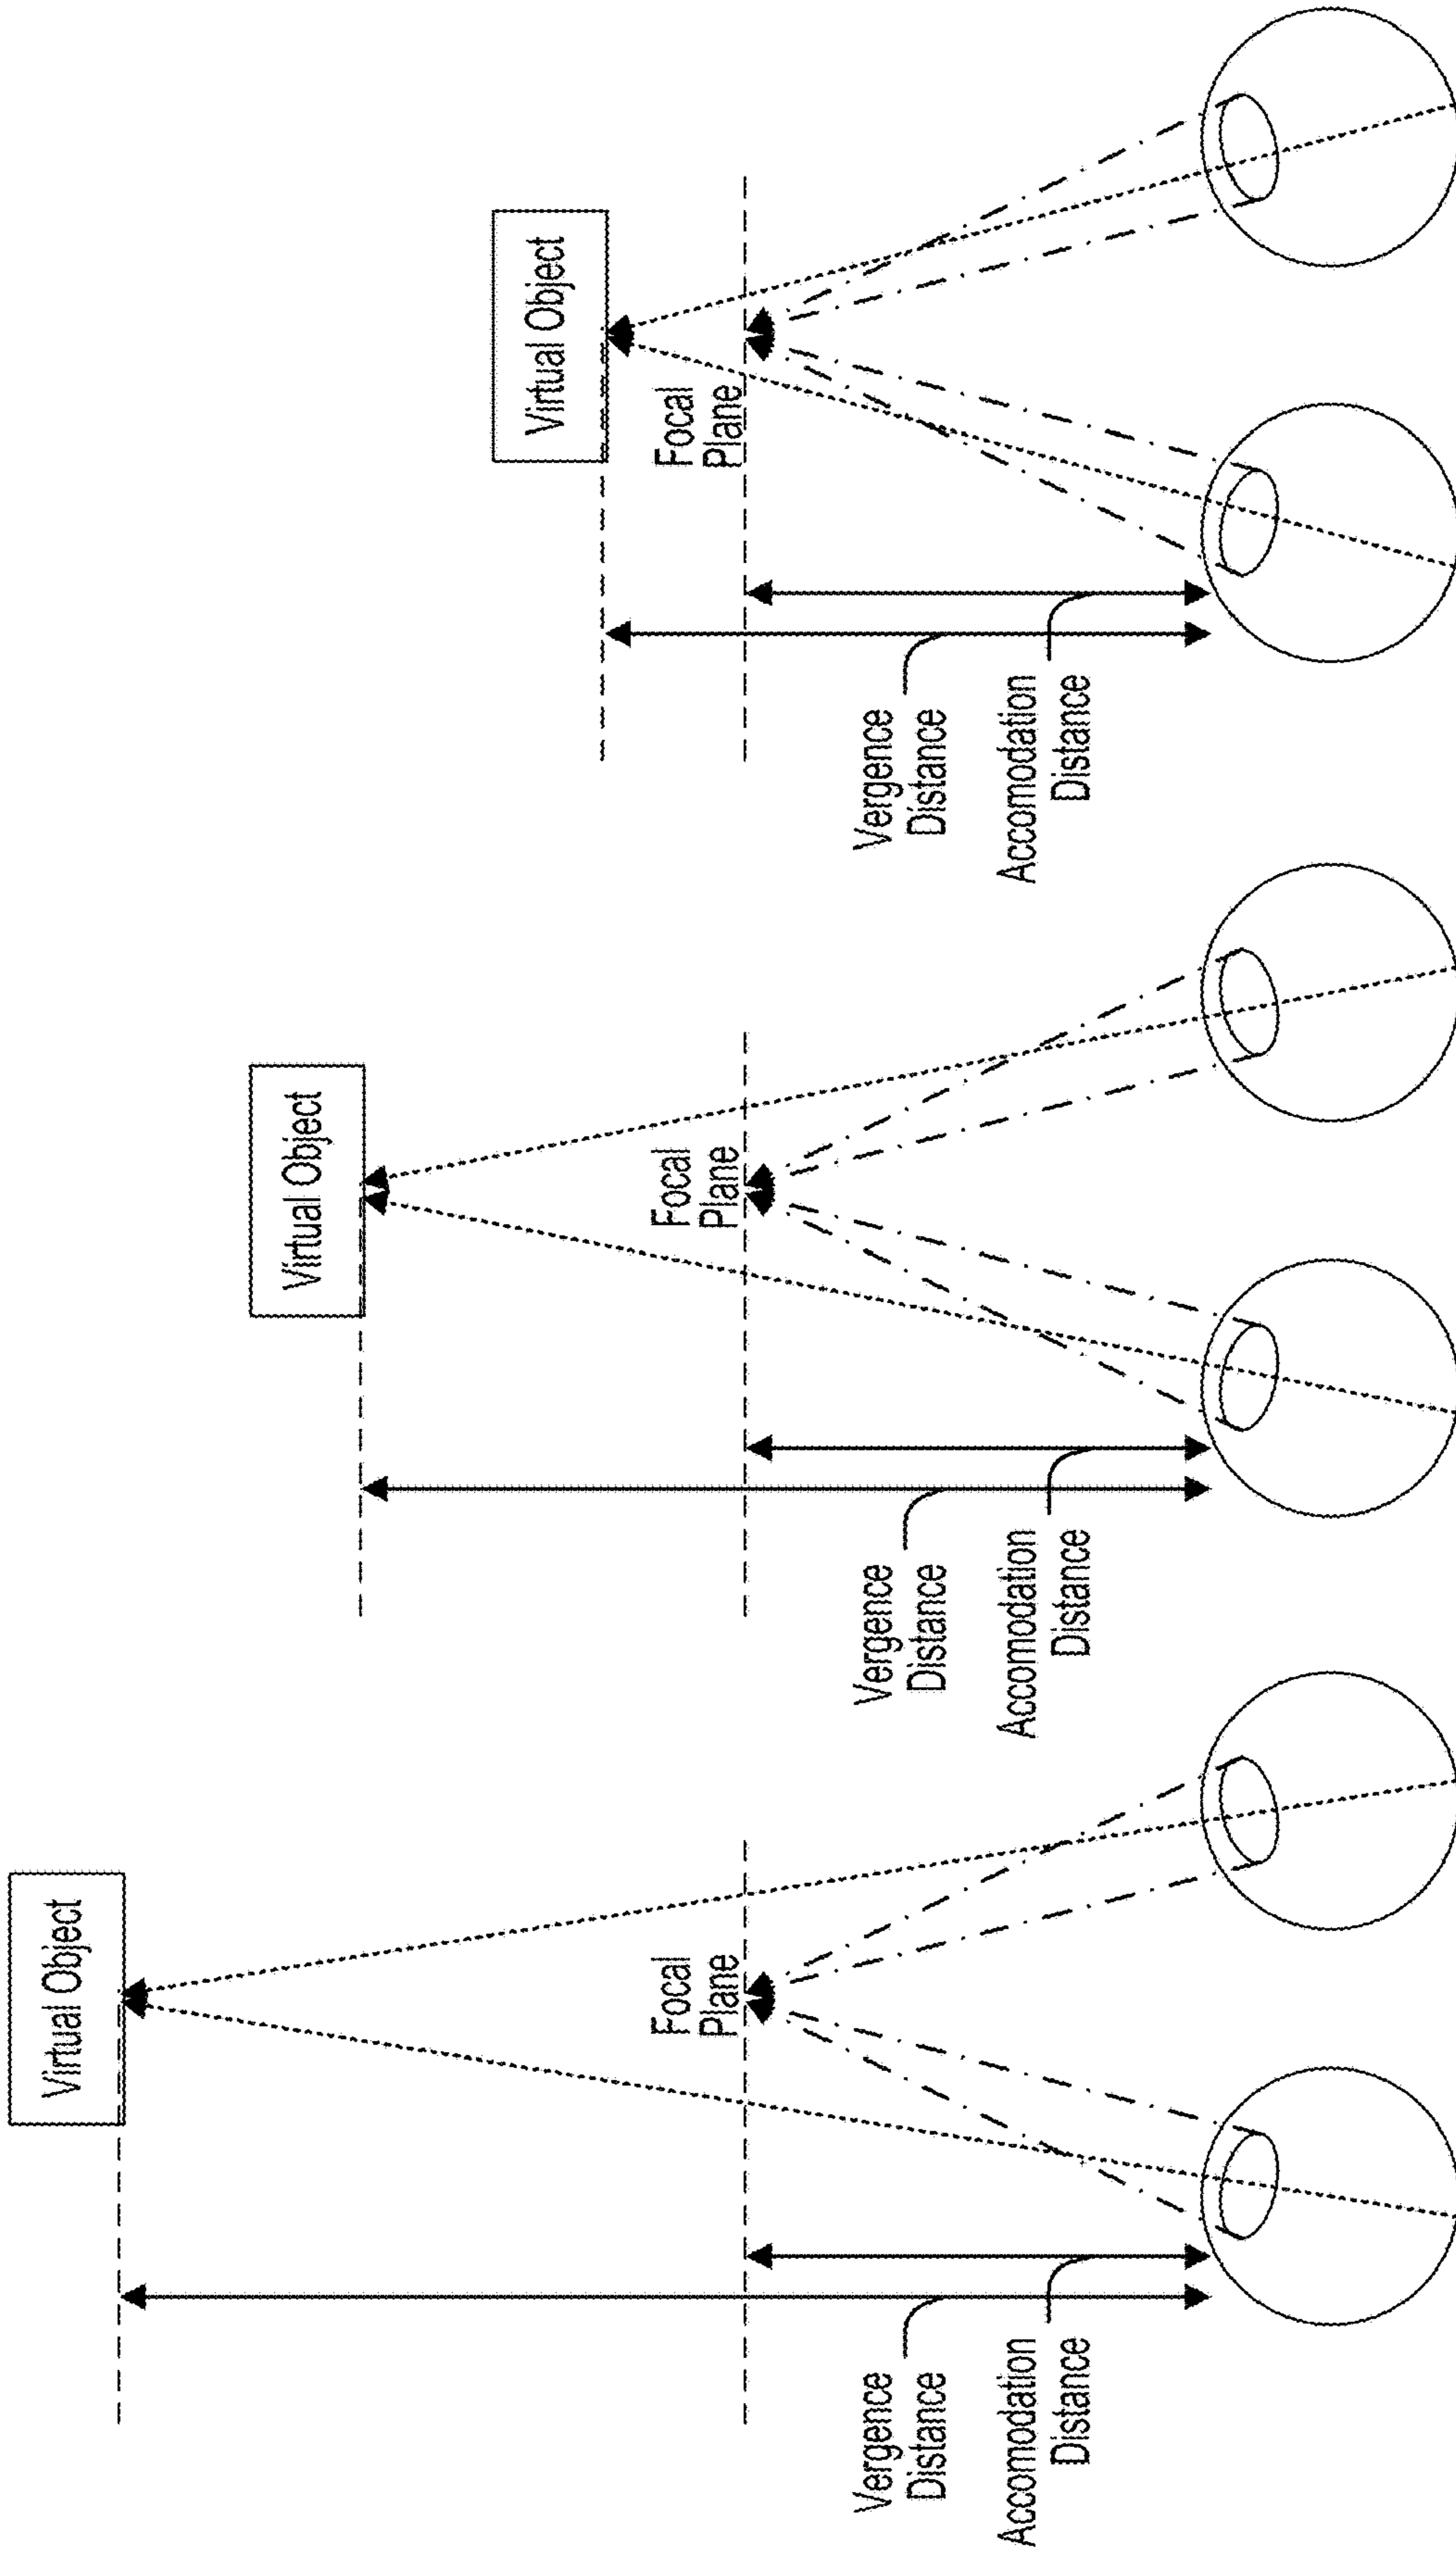 Virtual Object
Focal
Plane
Vergence
Distance
Accomodation
Distance
Virtual Object
Focal
Plane
Vergence
Distance
Accomodation
Distance
Virtual Object
Focal
Plane
Vergence
Distance
Accomodation
Distance